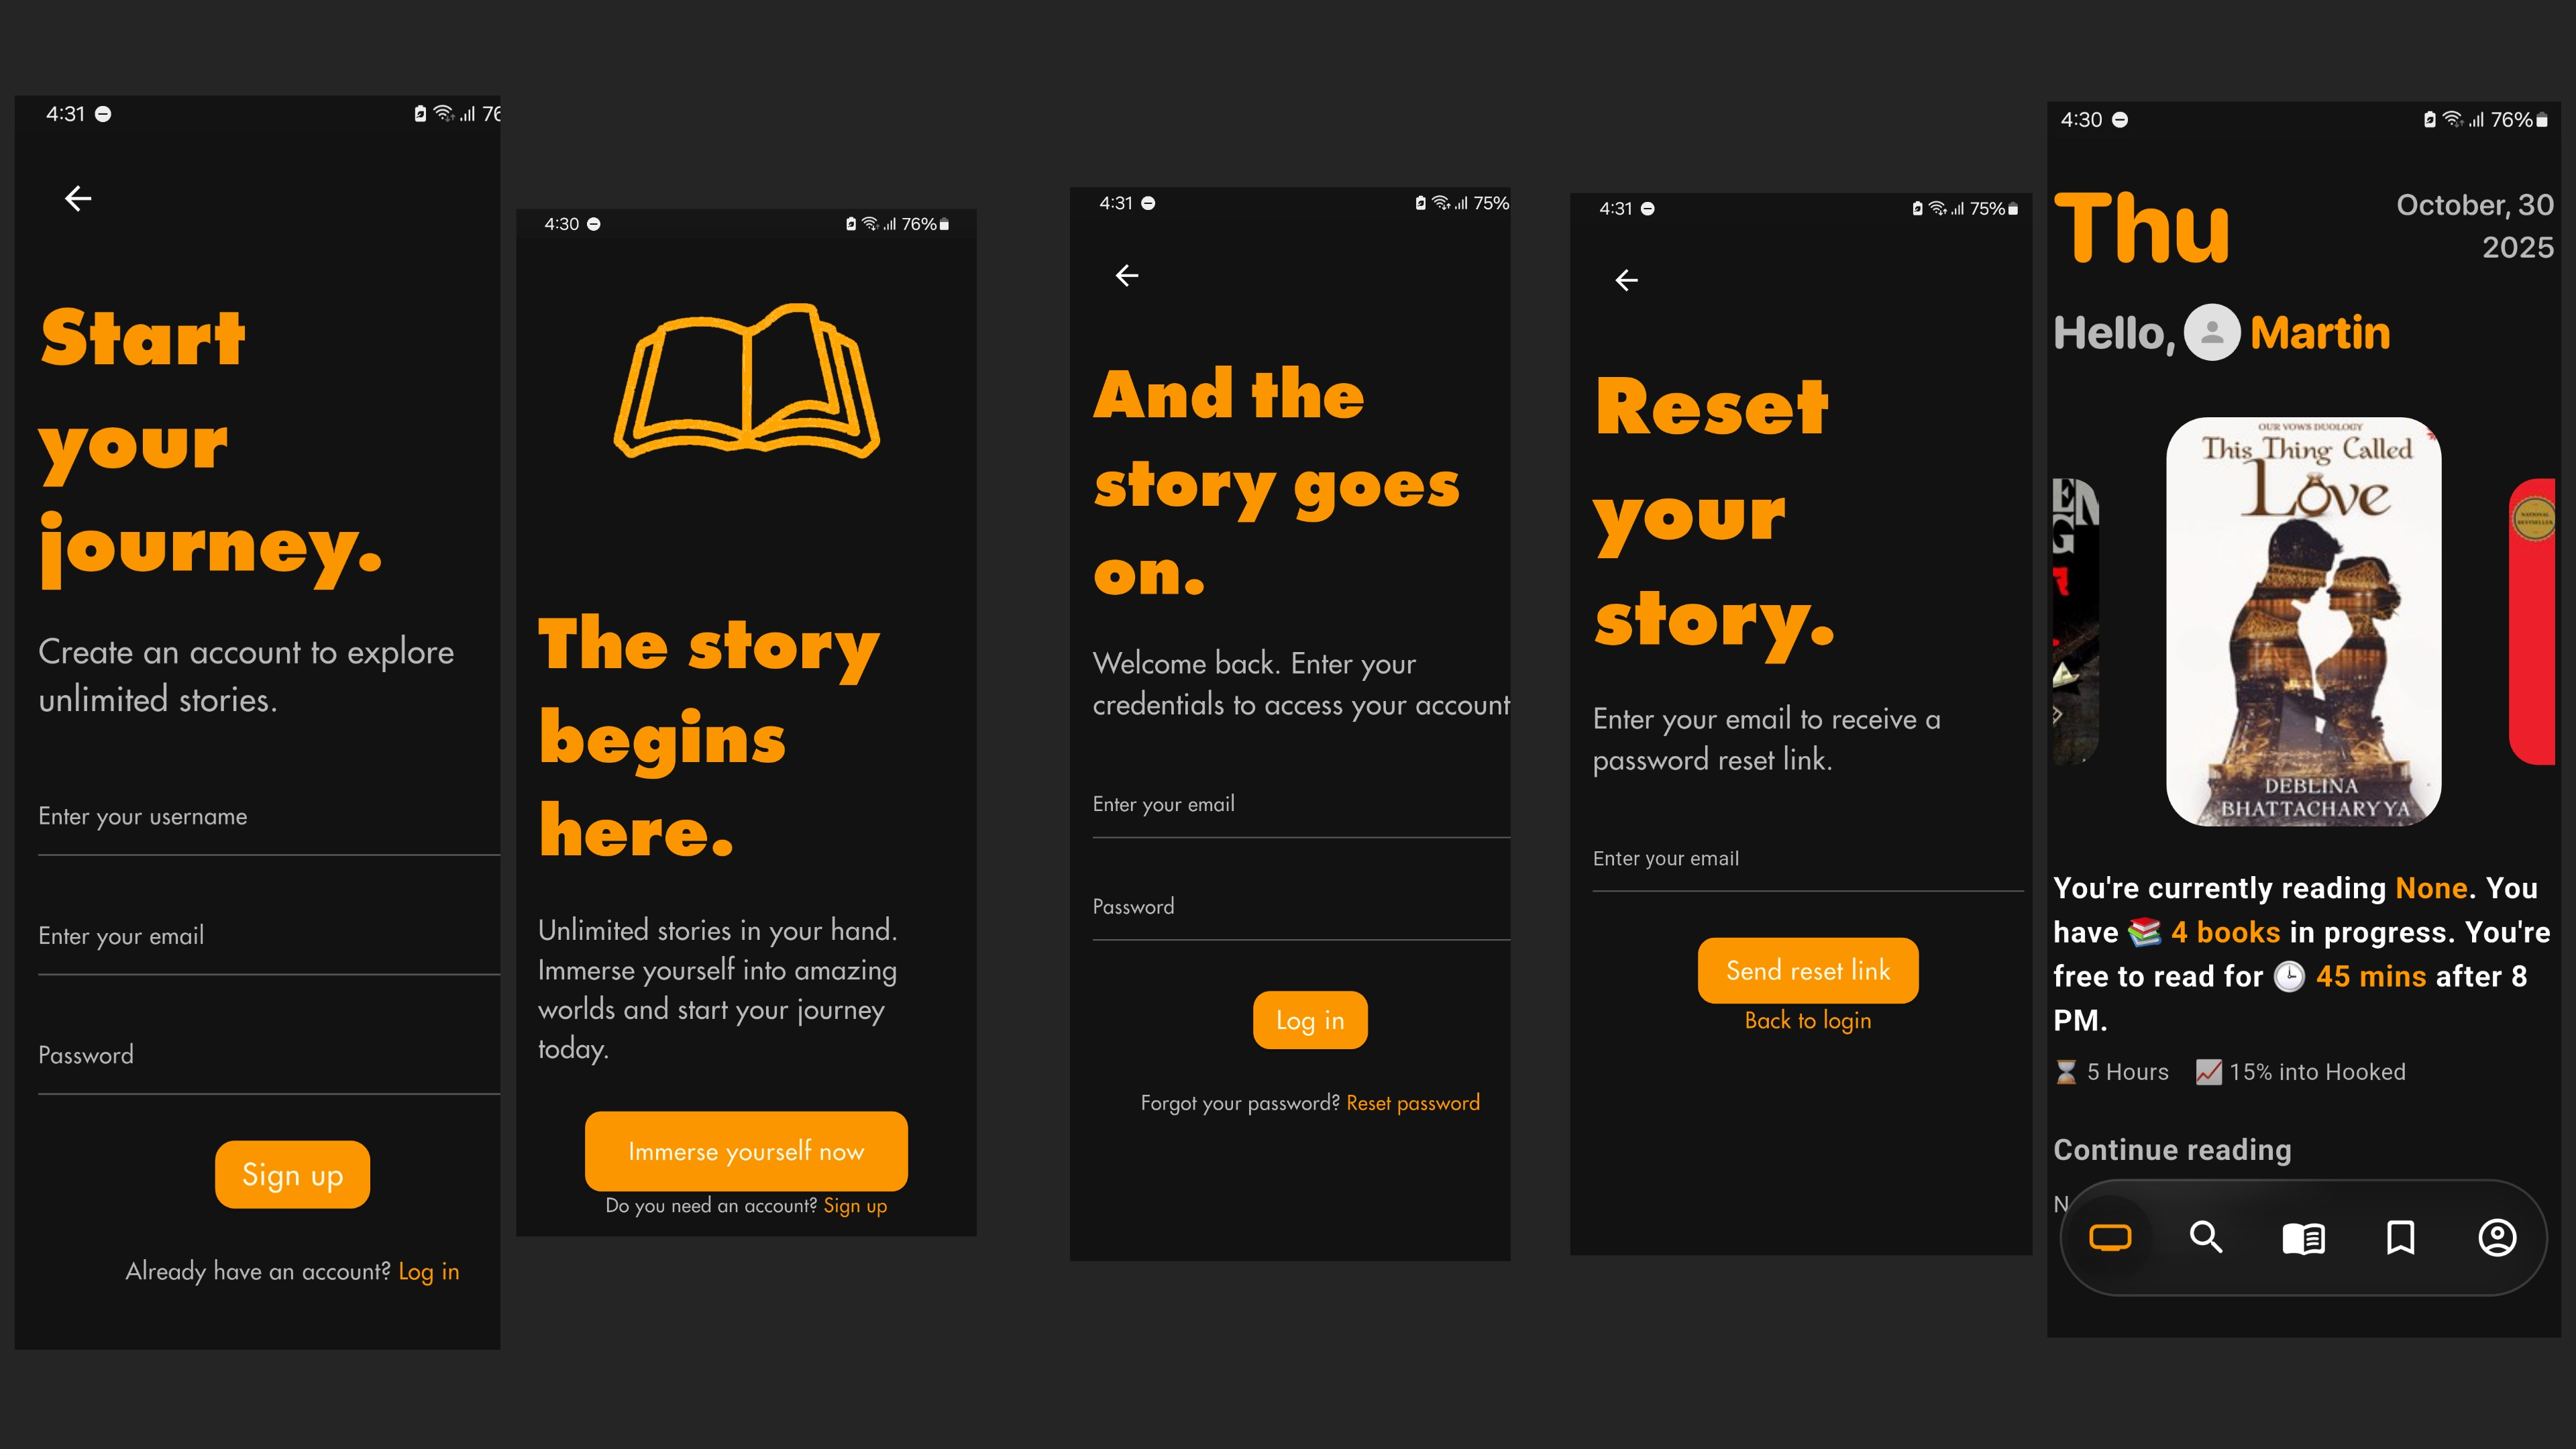 4:31
76
Start
your
journey.
Create an account to explore
unlimited stories.
Enter your username
Enter your email
Password
Sign up
Already have an account? Log in
4:30
76%
The story
begins
here.
Unlimited stories in your hand.
Immerse yourself into amazing
worlds and start your journey
today.
Immerse yourself now
Do you need an account? Sign up
4:31
75%
And the
story goes
on.
Welcome back. Enter your
credentials to access your account
Enter your email
Password
Log in
Forgot your password? Reset password
4:31
75%
Reset
your
story.
Enter your email to receive a
password reset link.
Enter your email
Send reset link
Back to login
4:30
76%
Thu
October, 30
2025
Hello, Martin
OUR VOWS DUOLOGY
This Thing Called
Love
DEBLINA
BHATTACHARYYA
EN
G
R
NATIONAL
BESTSELLER
You're currently reading None. You
have 📚 4 books in progress. You're
free to read for 🕒 45 mins after 8
PM.
⏳ 5 Hours 📈 15% into Hooked
Continue reading
N